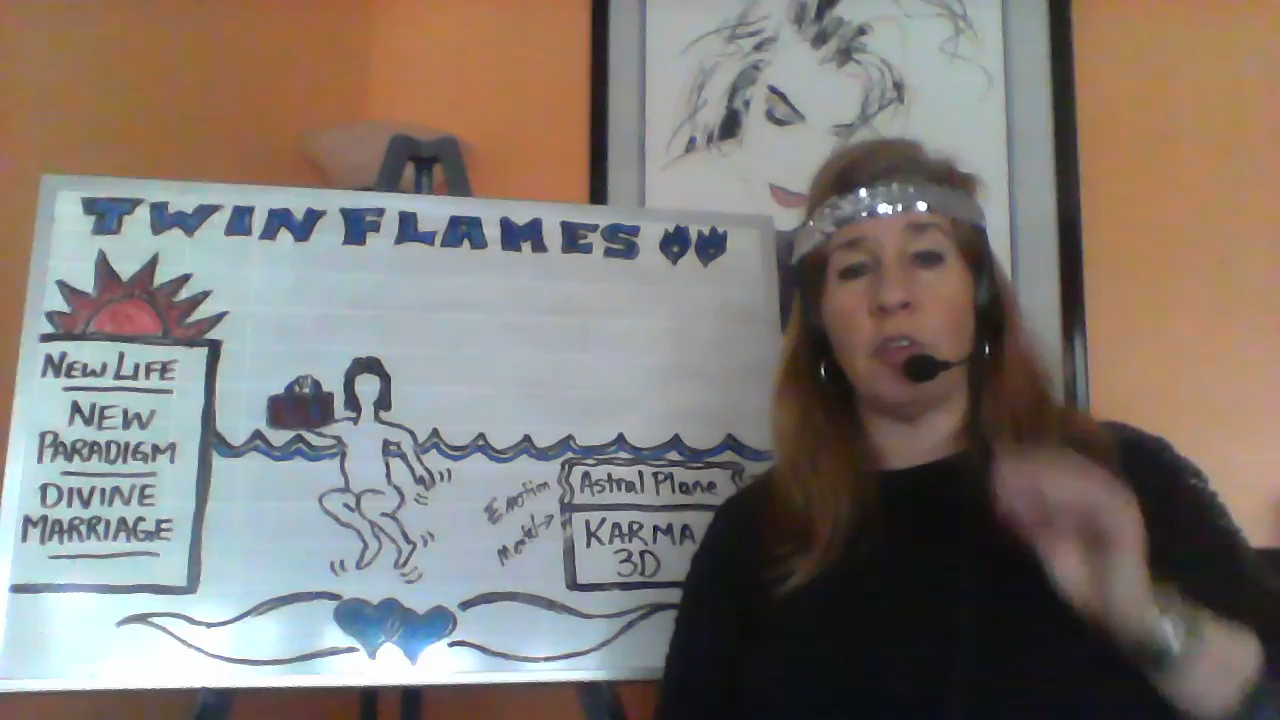 TWIN FLAMES
NEW LIFE
NEW
PARADIGM
DIVINE
MARRIAGE
Emotion
Mental→
Astral Plane
KARMA
3D